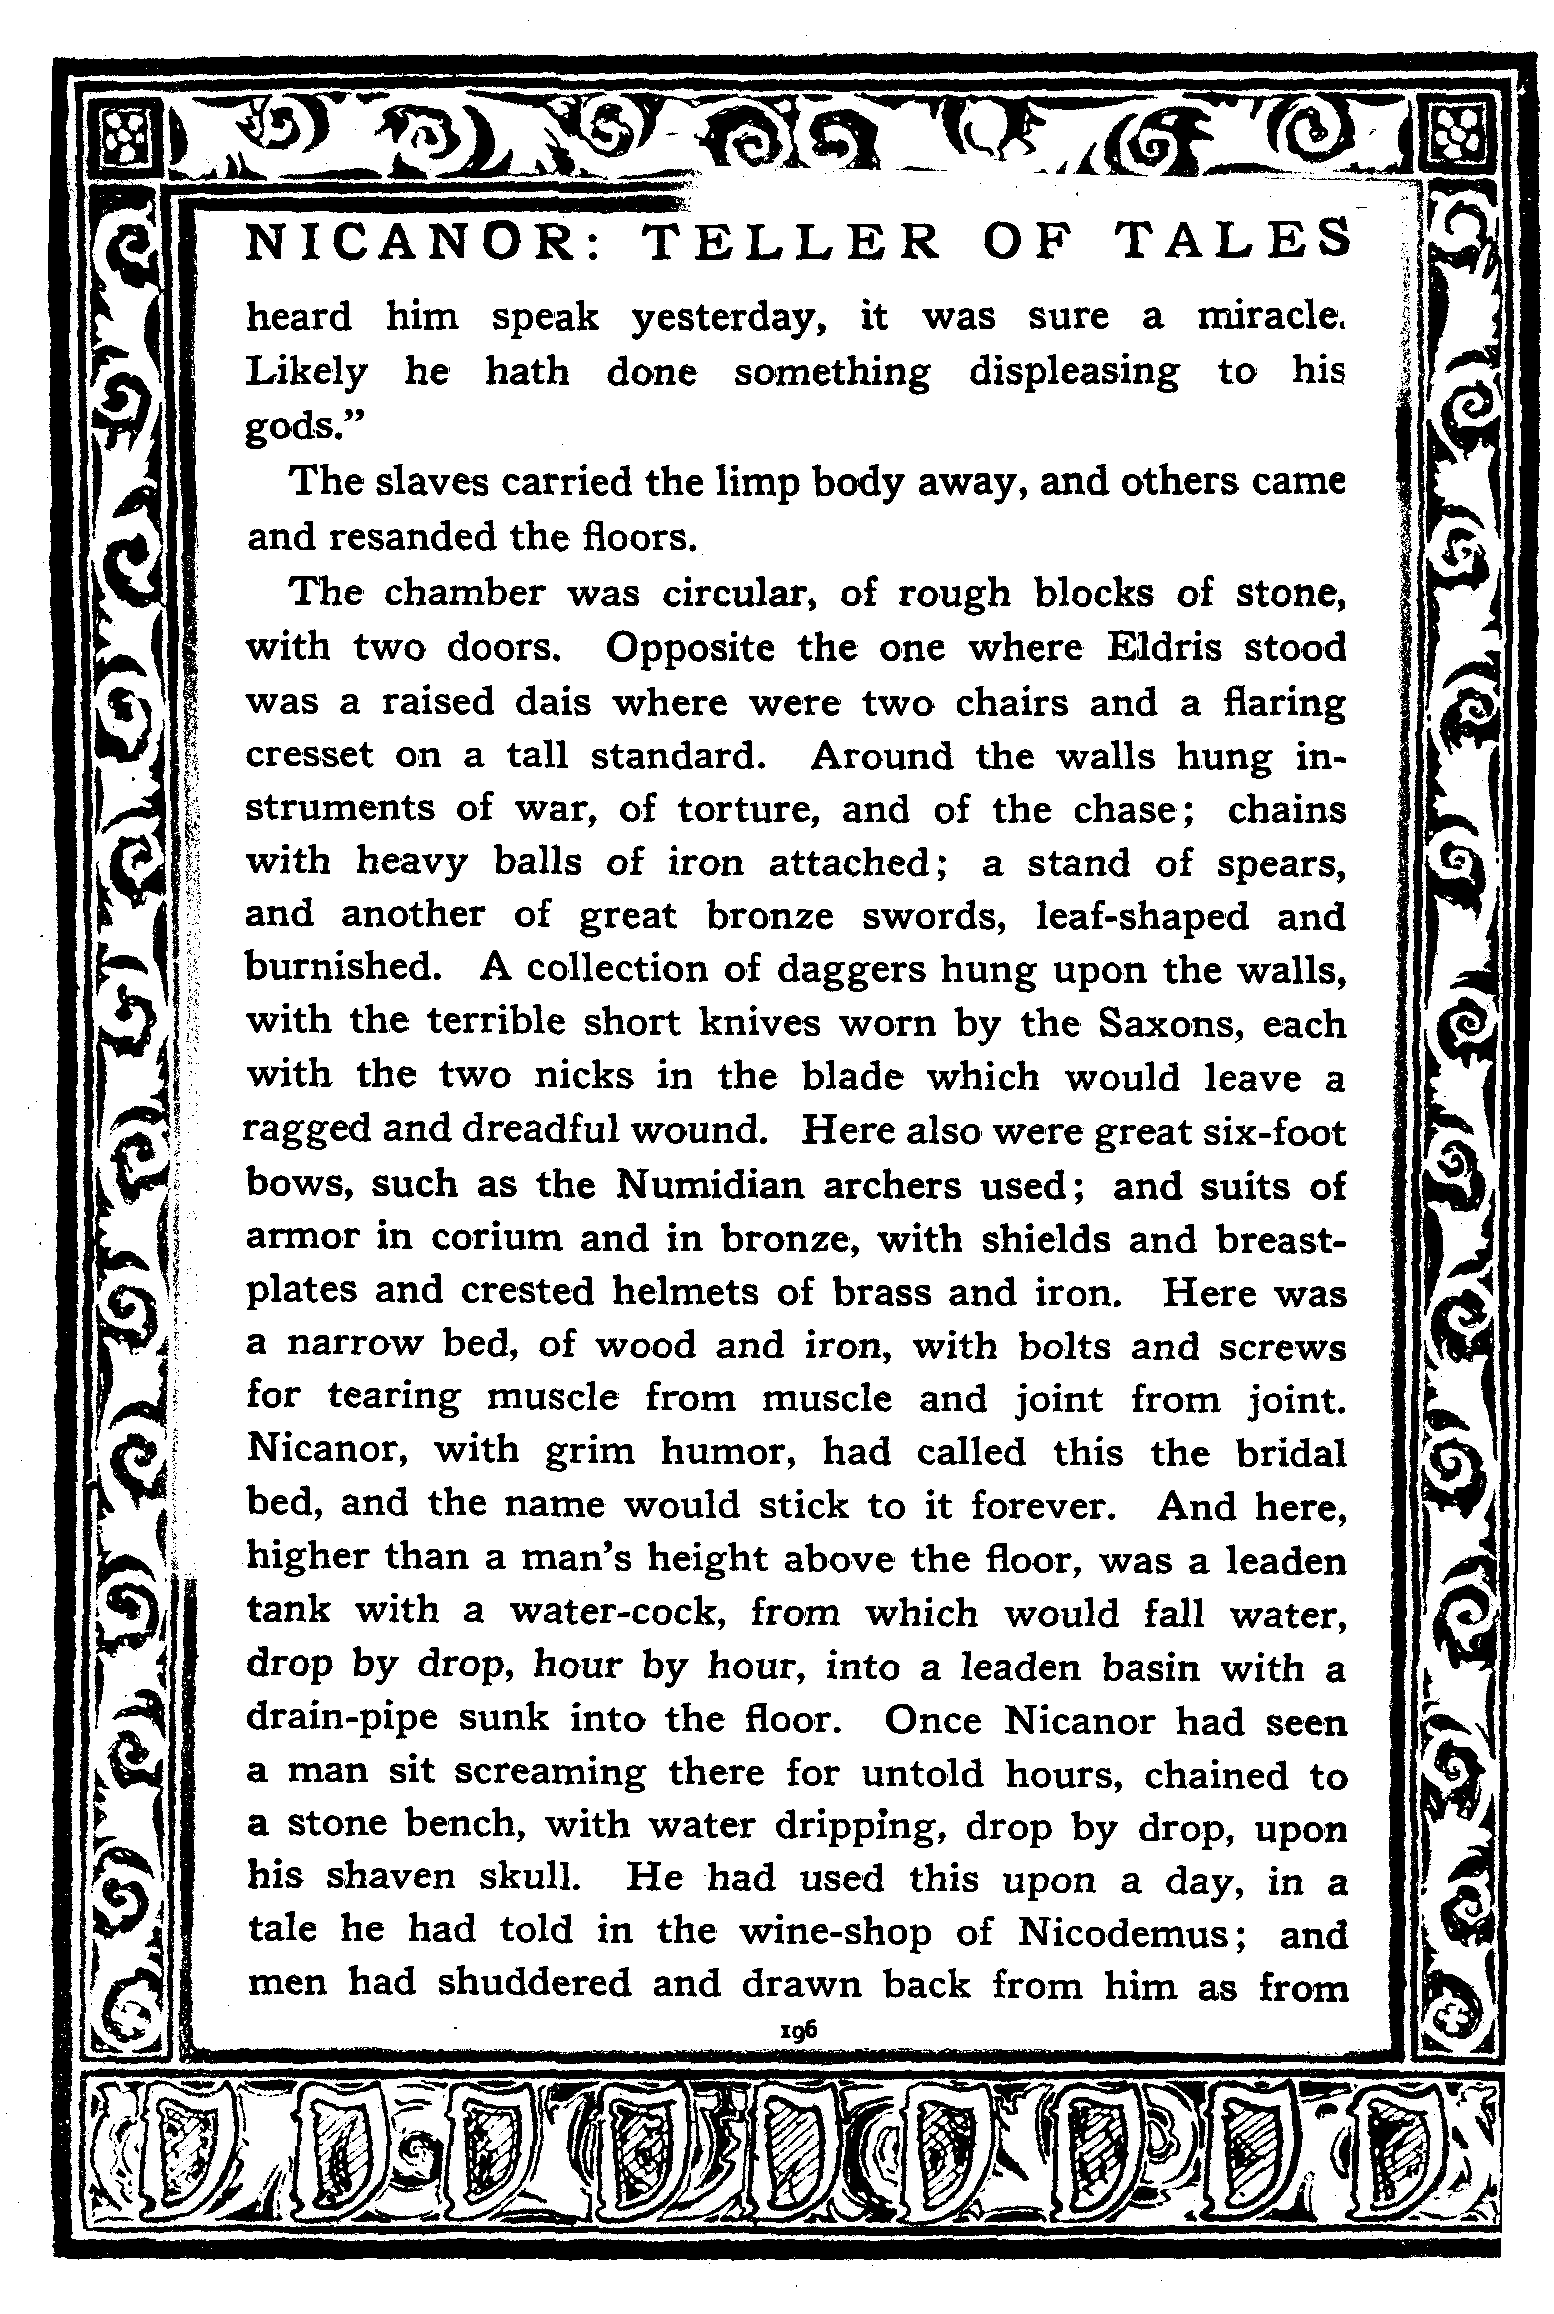 NICANOR: TELLER OF TALES
heard him speak yesterday, it was sure a miracle.
Likely he hath done something displeasing to his
gods.”
The slaves carried the limp body away, and others came
and resanded the floors.
The chamber was circular, of rough blocks of stone,
with two doors. Opposite the one where Eldris stood
was a raised dais where were two chairs and a flaring
cresset on a tall standard. Around the walls hung in-
struments of war, of torture, and of the chase; chains
with heavy balls of iron attached; a stand of spears,
and another of great bronze swords, leaf-shaped and
burnished. A collection of daggers hung upon the walls,
with the terrible short knives worn by the Saxons, each
with the two nicks in the blade which would leave a
ragged and dreadful wound. Here also were great six-foot
bows, such as the Numidian archers used; and suits of
armor in corium and in bronze, with shields and breast-
plates and crested helmets of brass and iron. Here was
a narrow bed, of wood and iron, with bolts and screws
for tearing muscle from muscle and joint from joint.
Nicanor, with grim humor, had called this the bridal
bed, and the name would stick to it forever. And here,
higher than a man’s height above the floor, was a leaden
tank with a water-cock, from which would fall water,
drop by drop, hour by hour, into a leaden basin with a
drain-pipe sunk into the floor. Once Nicanor had seen
a man sit screaming there for untold hours, chained to
a stone bench, with water dripping, drop by drop, upon
his shaven skull. He had used this upon a day, in a
tale he had told in the wine-shop of Nicodemus; and
men had shuddered and drawn back from him as from
196